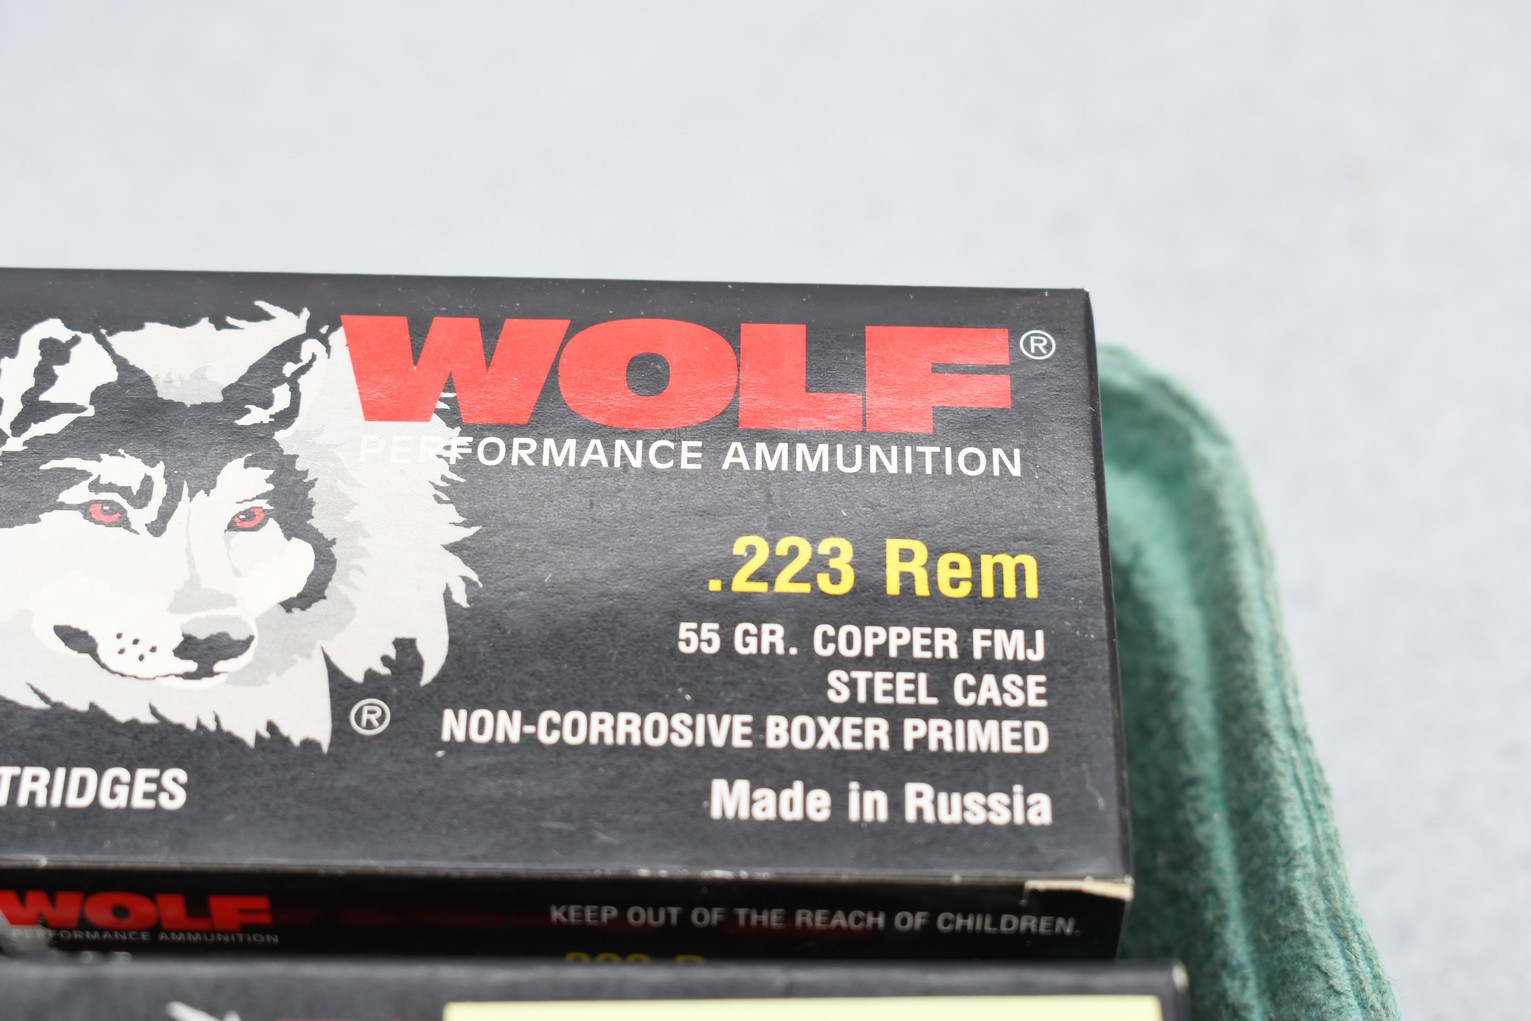 WOLF®
PERFORMANCE AMMUNITION
.223 Rem
55 GR. COPPER FMJ
STEEL CASE
NON-CORROSIVE BOXER PRIMED
®
TRIDGES
Made in Russia
WOLF
PERFORMANCE AMMUNITION
KEEP OUT OF THE REACH OF CHILDREN.